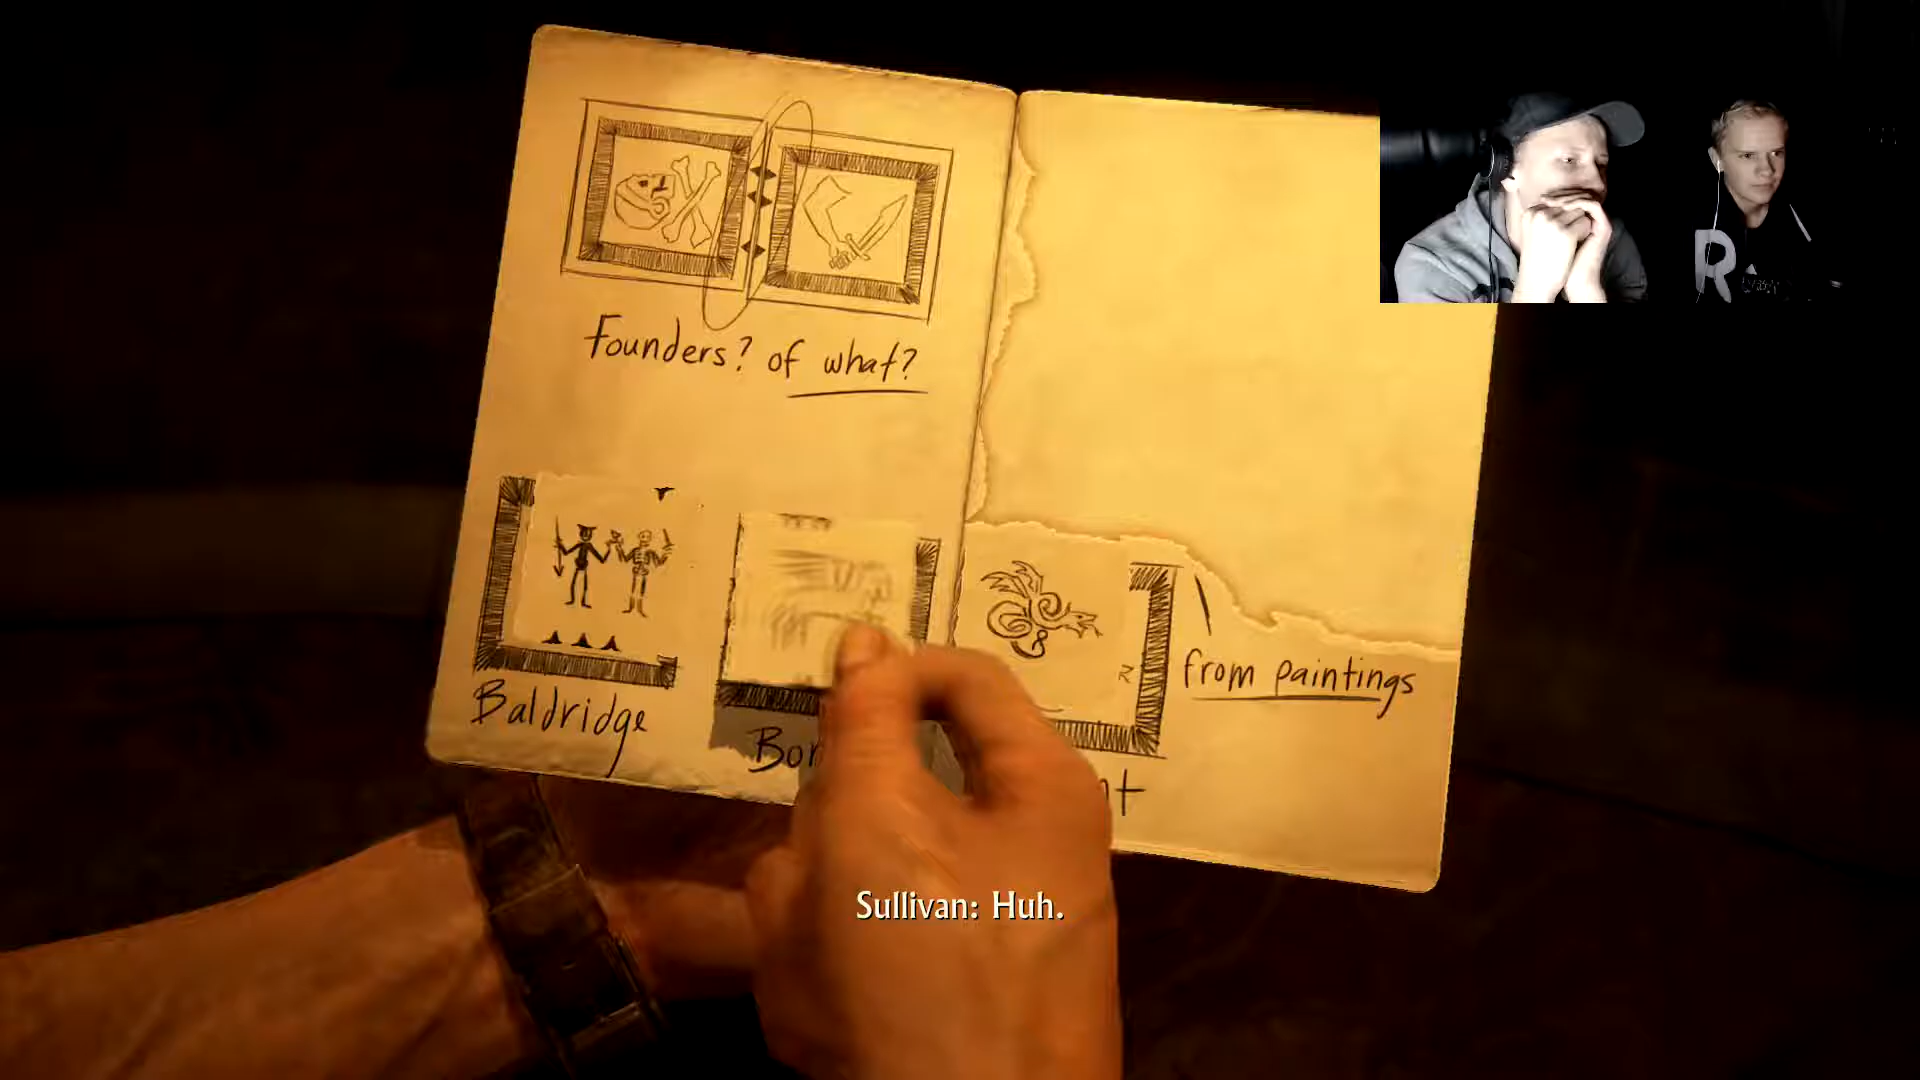 Founders? of what?
Baldridge
from paintings
Sullivan: Huh.
R